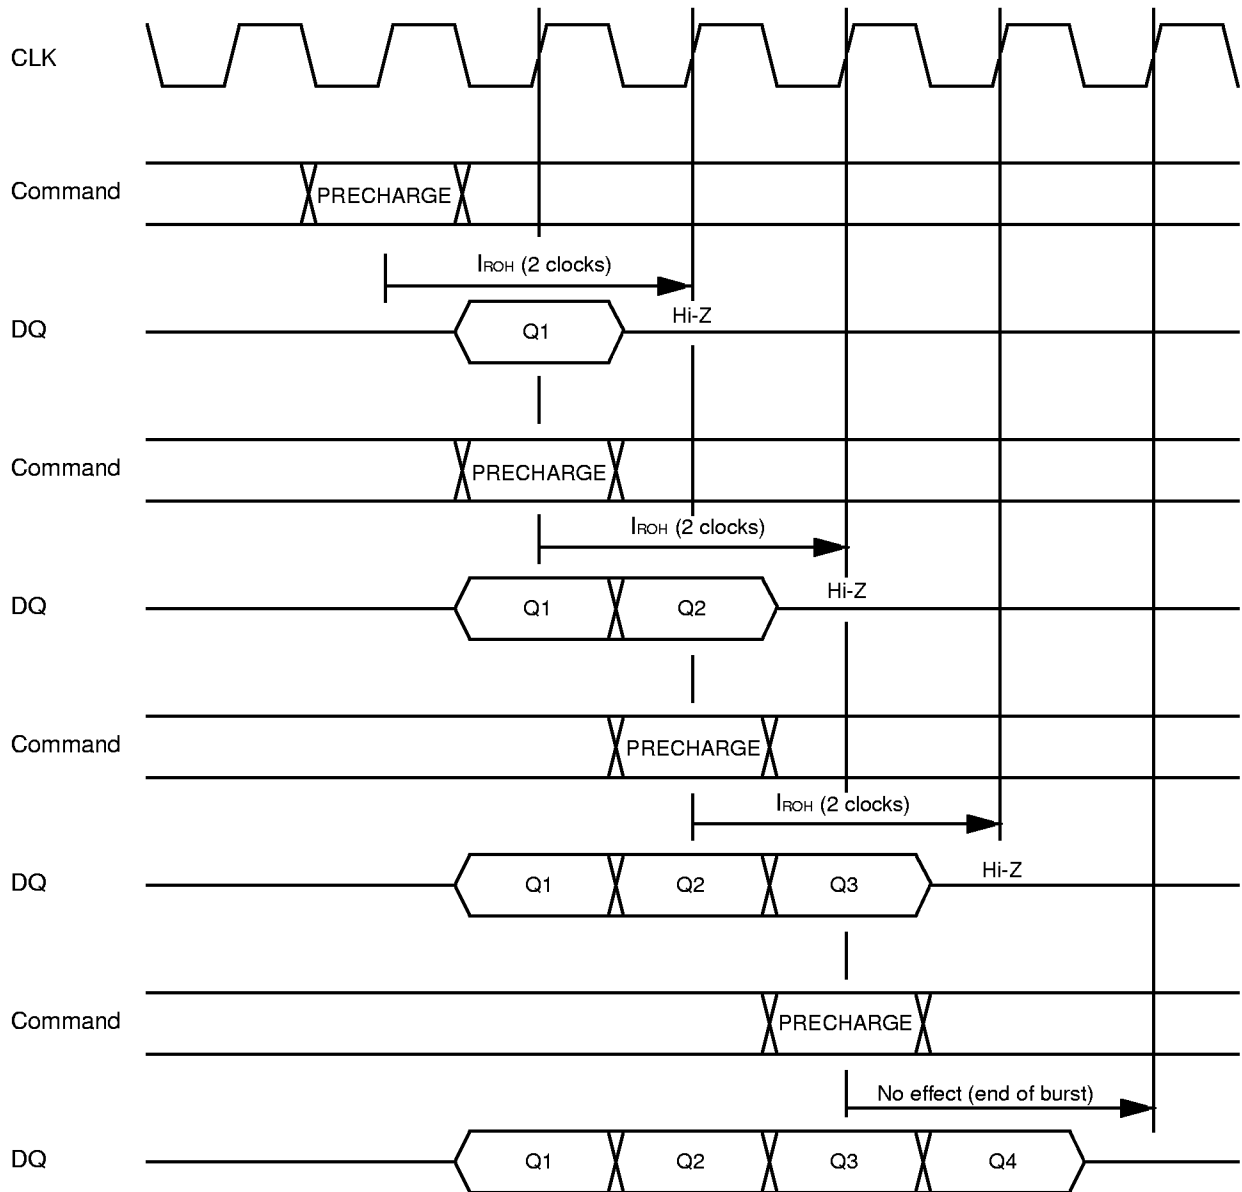 CLK
Command
PRECHARGE
IROH (2 clocks)
DQ
Q1
Hi-Z
Command
PRECHARGE
IROH (2 clocks)
DQ
Q1
Q2
Hi-Z
Command
PRECHARGE
IROH (2 clocks)
DQ
Q1
Q2
Q3
Hi-Z
Command
PRECHARGE
No effect (end of burst)
DQ
Q1
Q2
Q3
Q4